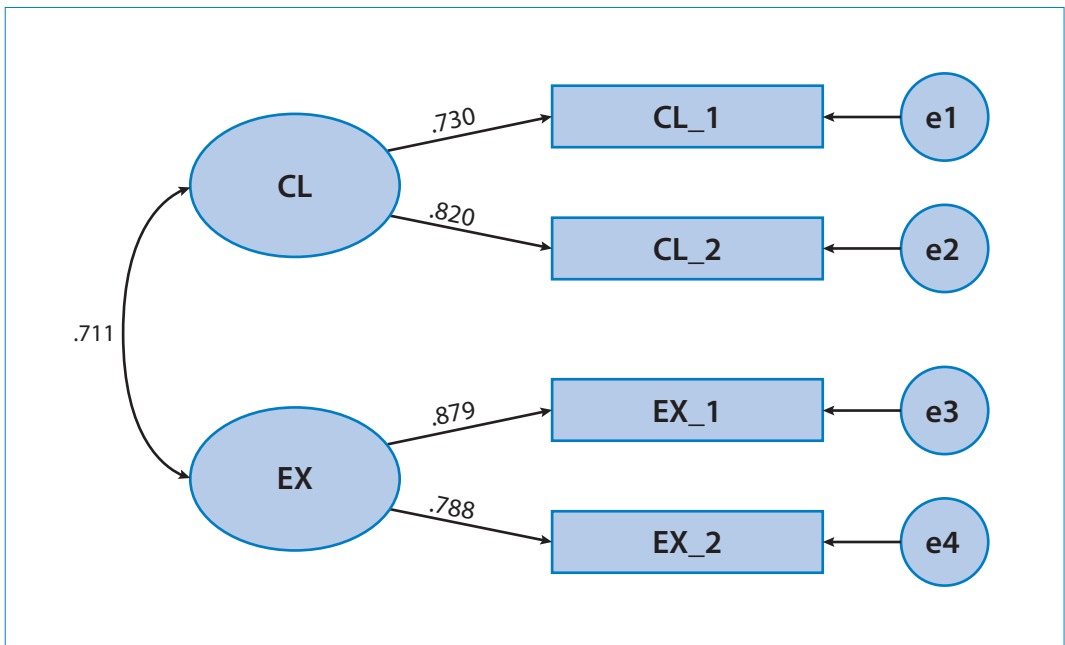 .730
CL_1
e1
CL
.820
CL_2
e2
.711
.879
EX_1
e3
EX
.788
EX_2
e4